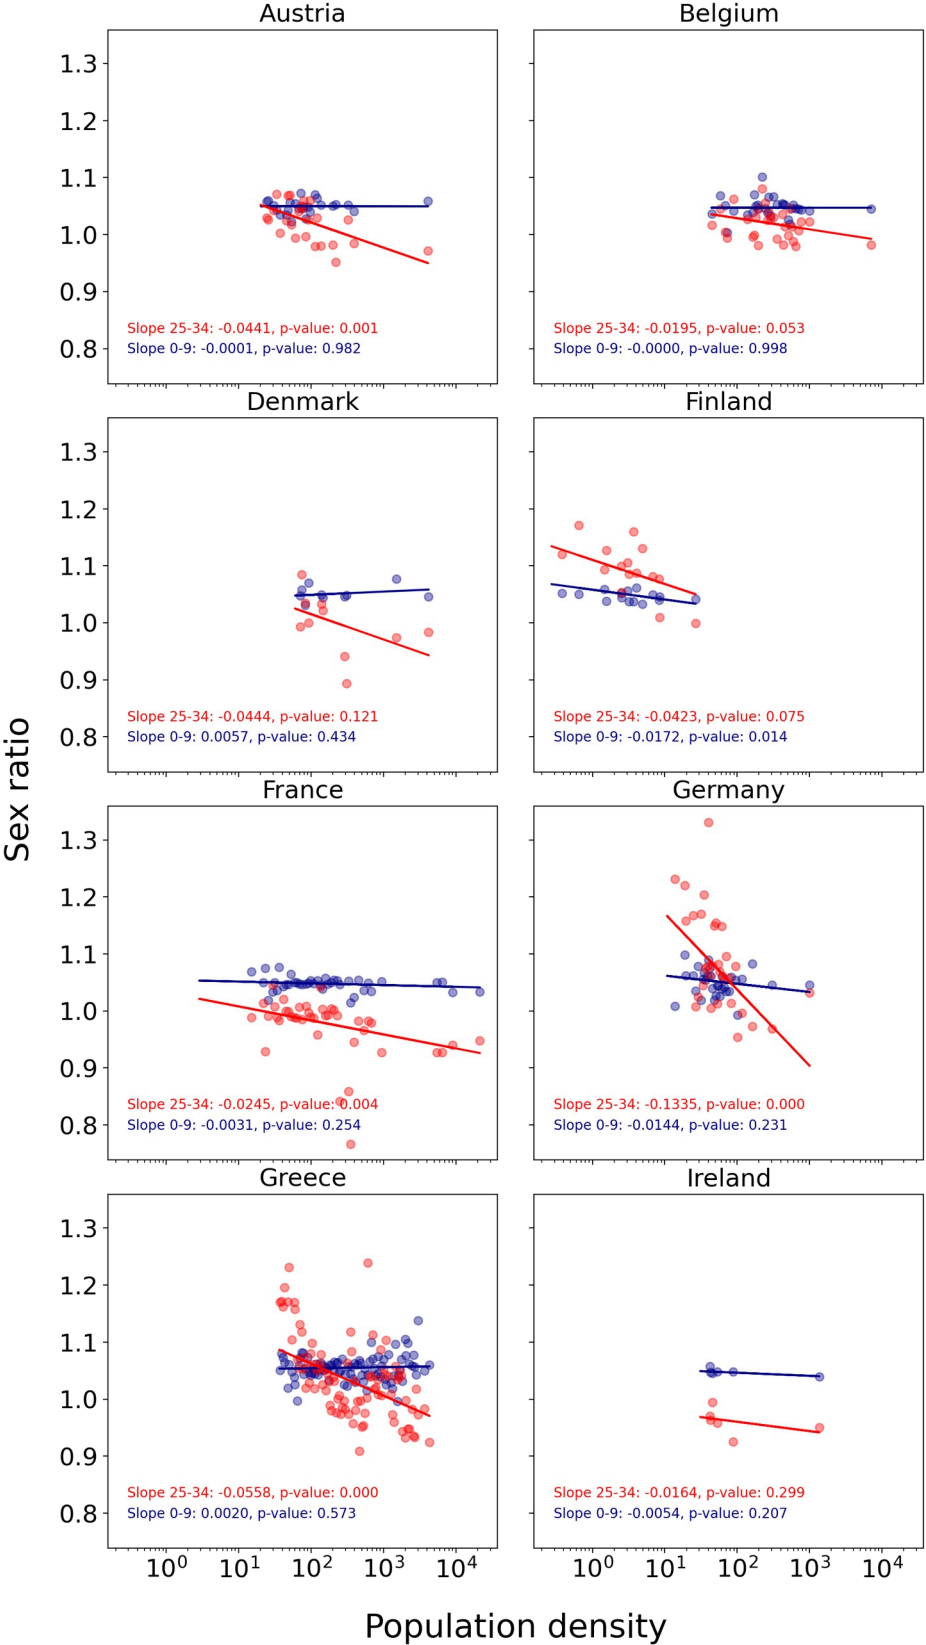 Austria
Belgium
1.3
1.2
1.1
1.0
0.9
0.8
Slope 25-34: -0.0441, p-value: 0.001
Slope 0-9: -0.0001, p-value: 0.982
Slope 25-34: -0.0195, p-value: 0.053
Slope 0-9: -0.0000, p-value: 0.998
Denmark
Finland
1.3
1.2
1.1
1.0
0.9
0.8
Slope 25-34: -0.0444, p-value: 0.121
Slope 0-9: 0.0057, p-value: 0.434
Slope 25-34: -0.0423, p-value: 0.075
Slope 0-9: -0.0172, p-value: 0.014
Sex ratio
France
Germany
1.3
1.2
1.1
1.0
0.9
0.8
Slope 25-34: -0.0245, p-value: 0.004
Slope 0-9: -0.0031, p-value: 0.254
Slope 25-34: -0.1335, p-value: 0.000
Slope 0-9: -0.0144, p-value: 0.231
Greece
Ireland
1.3
1.2
1.1
1.0
0.9
0.8
Slope 25-34: -0.0558, p-value: 0.000
Slope 0-9: 0.0020, p-value: 0.573
Slope 25-34: -0.0164, p-value: 0.299
Slope 0-9: -0.0054, p-value: 0.207
10⁰ 10¹ 10² 10³ 10⁴
10⁰ 10¹ 10² 10³ 10⁴
Population density